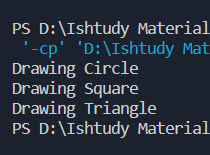 PS D:\Ishtudy Material
'-cp' 'D:\Ishtudy Mat
Drawing Circle
Drawing Square
Drawing Triangle
PS D:\Ishtudy Material